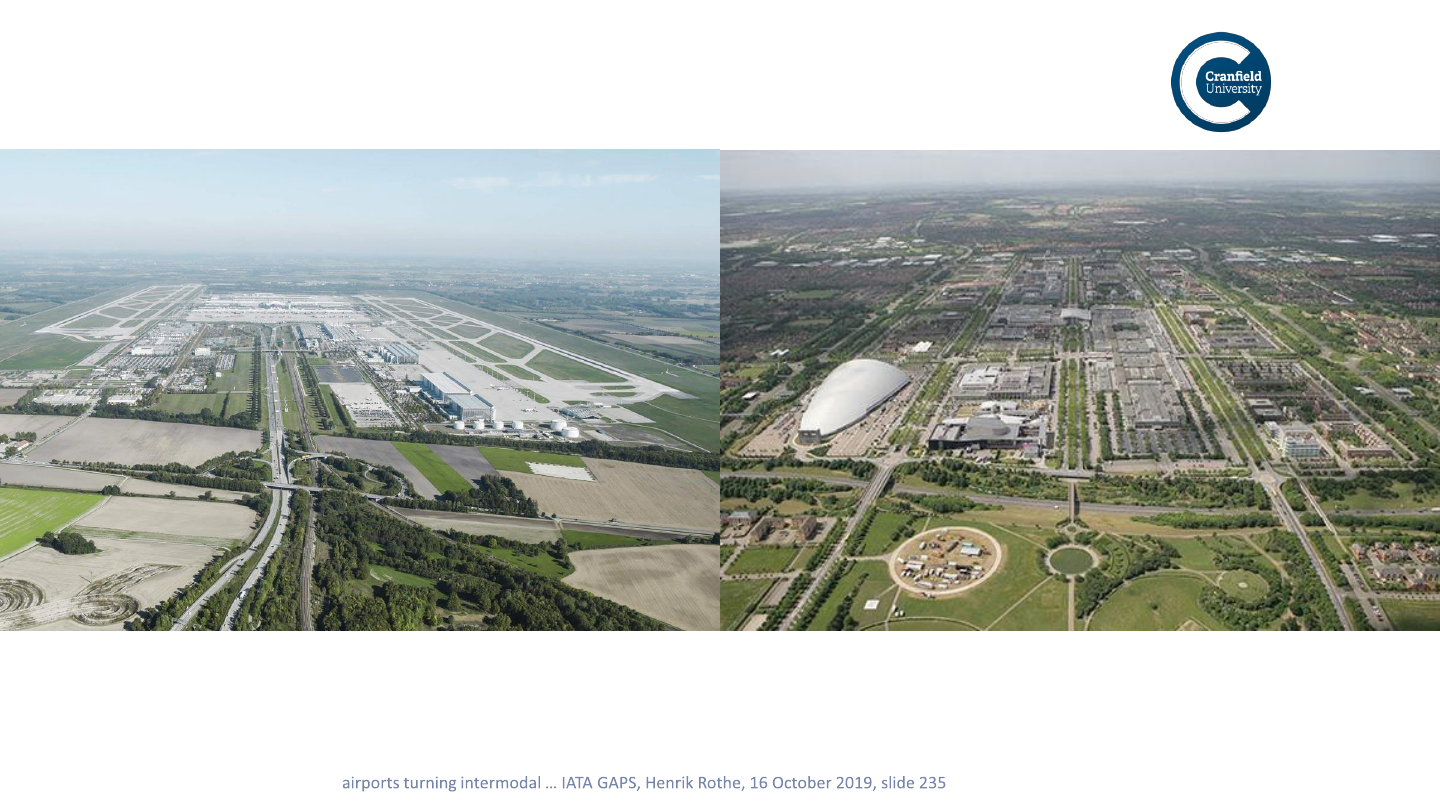 Cranfield
University
airports turning intermodal … IATA GAPS, Henrik Rothe, 16 October 2019, slide 235